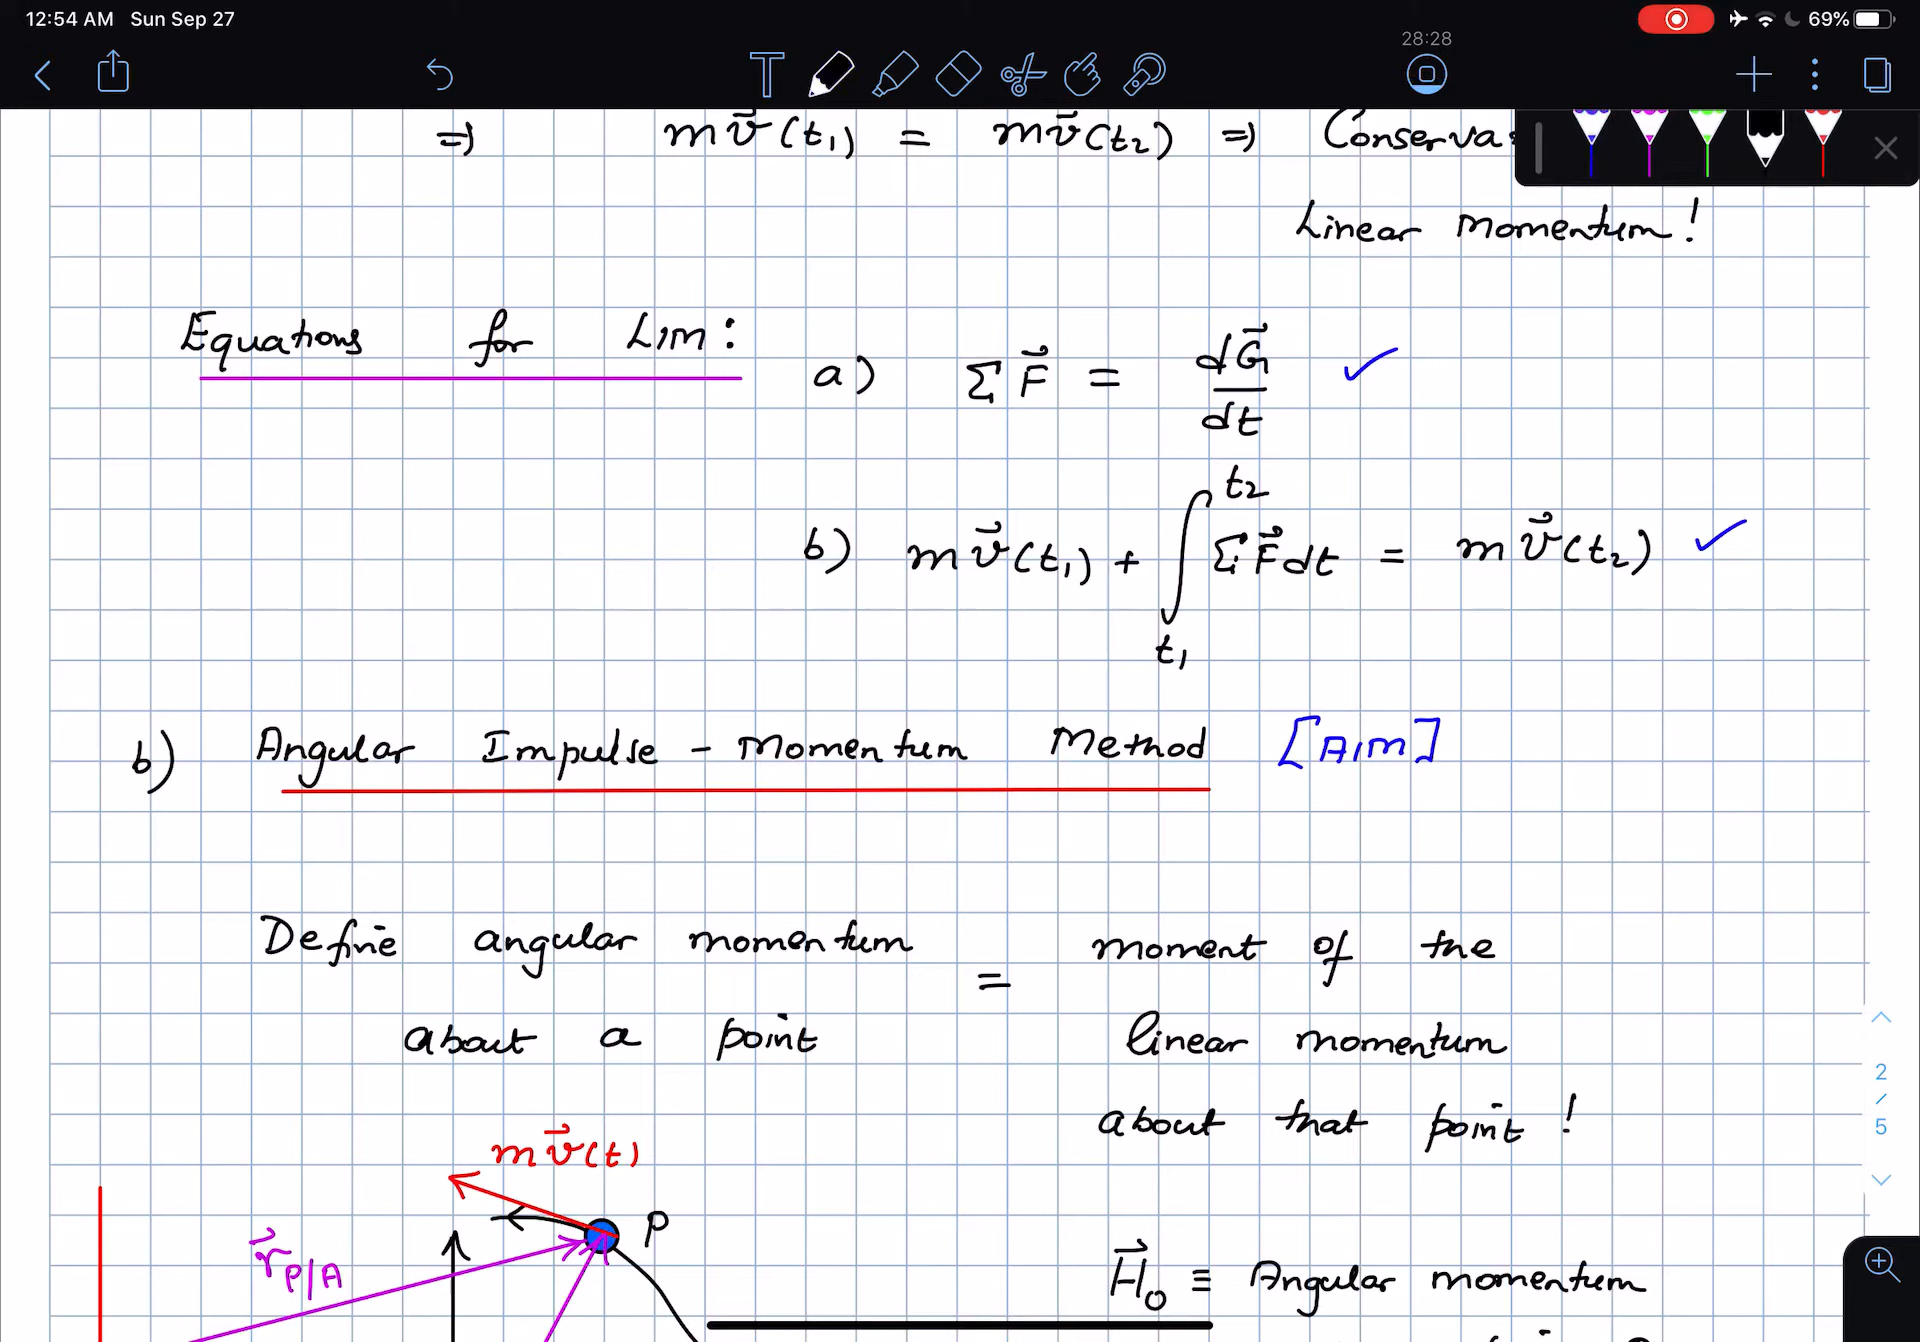 12:54 AM Sun Sep 27
69%
28:28
⇒ m𝑣⃗(t₁) = m𝑣⃗(t₂) ⇒ Conserva
Linear Momentum!
Equations for LIM: a) ΣF⃗ = dG⃗/dt ✓
b) m𝑣⃗(t₁) + ∫_{t₁}^{t₂} ΣF⃗dt = m𝑣⃗(t₂) ✓
b) Angular Impulse - Momentum Method [AIM]
Define angular momentum = moment of the
about a point linear momentum
about that point!
m𝑣⃗(t)
P
r⃗P/A
H⃗₀ ≡ Angular momentum
2
/
5